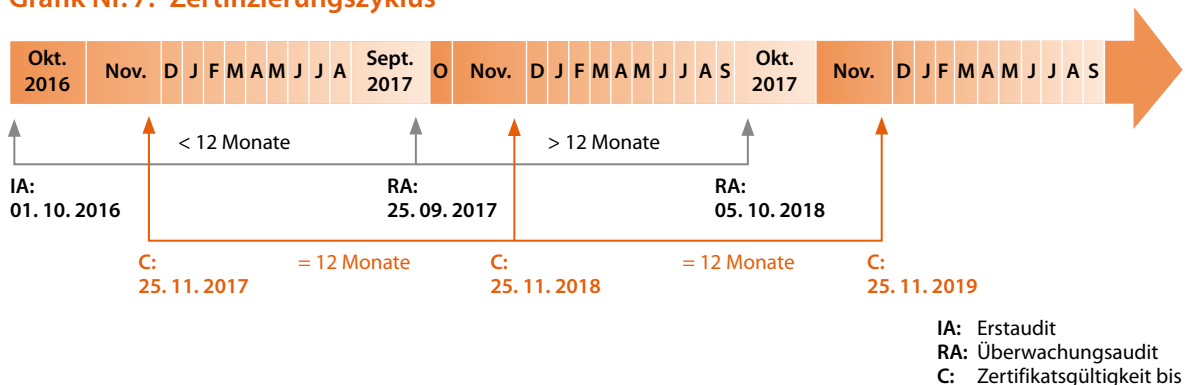 Grafik Nr. 7: Zertifizierungszyklus
Okt. 2016 Nov. D J F M A M J J A Sept. 2017 O Nov. D J F M A M J J A S Okt. 2017 Nov. D J F M A M J J A S
< 12 Monate > 12 Monate
IA: RA: RA:
01. 10. 2016 25. 09. 2017 05. 10. 2018
C: = 12 Monate C: = 12 Monate C:
25. 11. 2017 25. 11. 2018 25. 11. 2019
IA: Erstaudit
RA: Überwachungsaudit
C: Zertifikatsgültigkeit bis